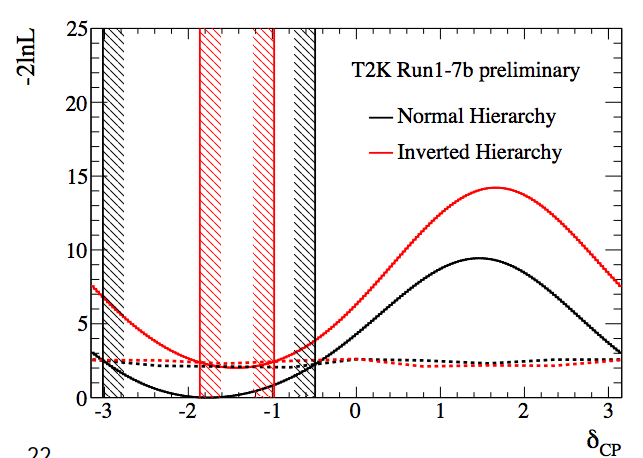 25
-2lnL
T2K Run1-7b preliminary
20
Normal Hierarchy
Inverted Hierarchy
15
10
5
0
-3 -2 -1 0 1 2 3
δCP
22